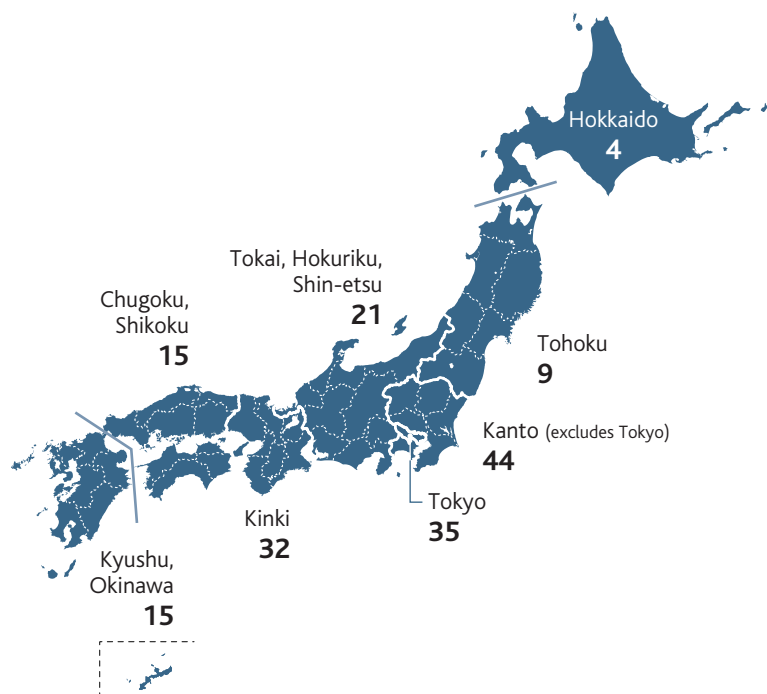 Hokkaido
4
Tokai, Hokuriku,
Shin-etsu
21
Chugoku,
Shikoku
15
Tohoku
9
Kanto (excludes Tokyo)
44
Tokyo
35
Kinki
32
Kyushu,
Okinawa
15